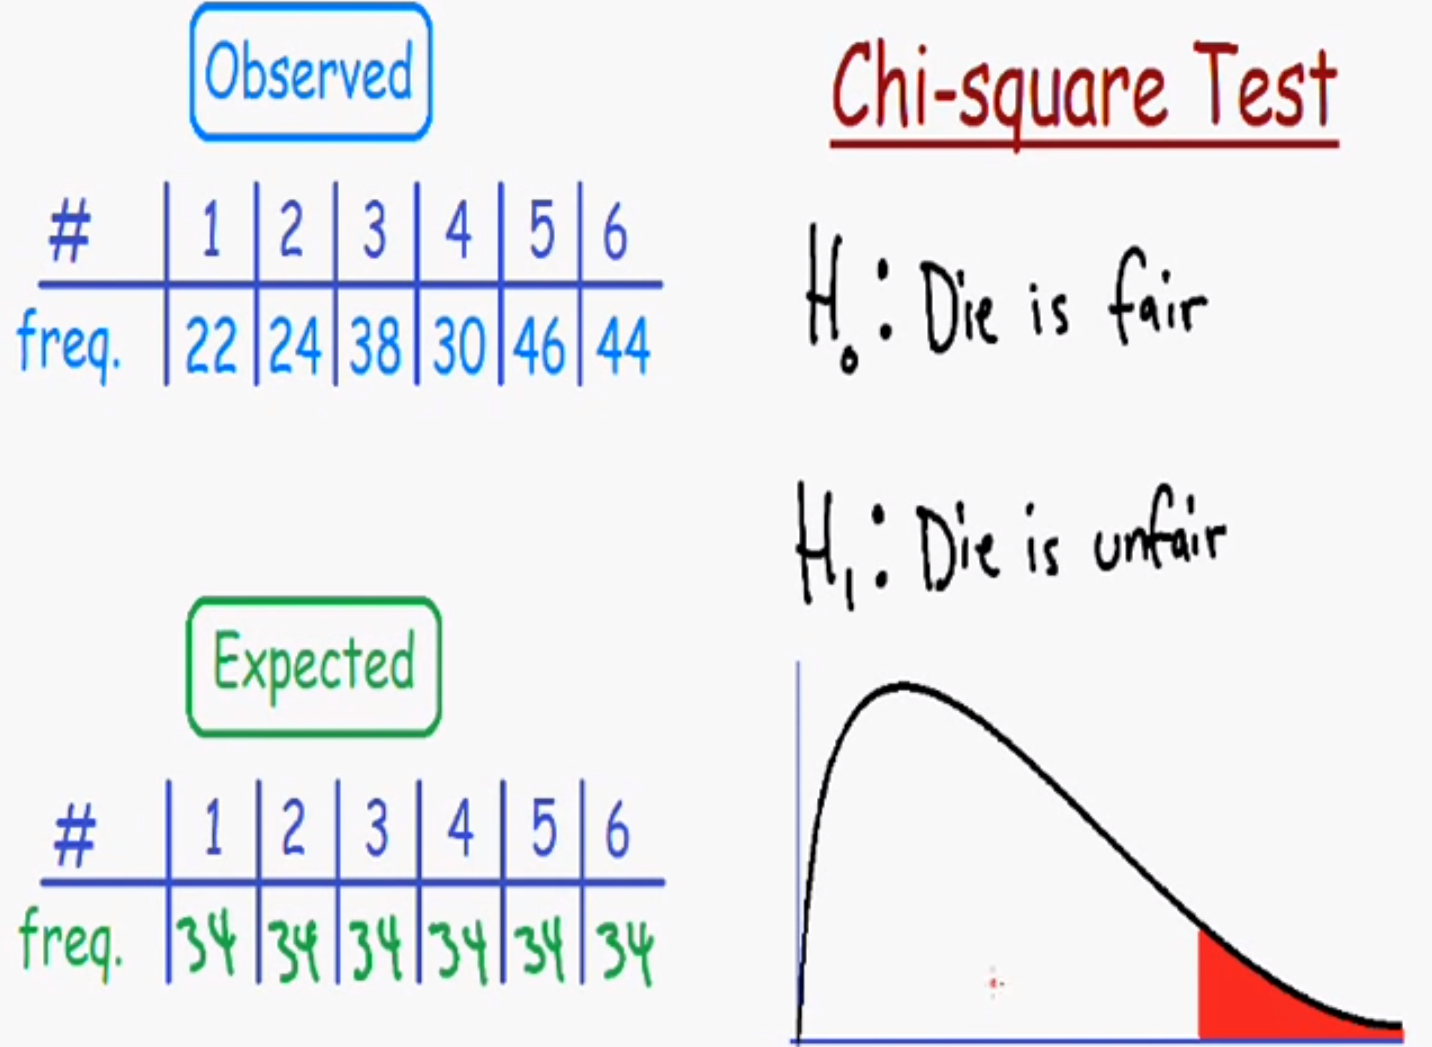 Observed
# 1 2 3 4 5 6
freq. 22 24 38 30 46 44
Expected
# 1 2 3 4 5 6
freq. 34 34 34 34 34 34
Chi-square Test
H₀: Die is fair
H₁: Die is unfair